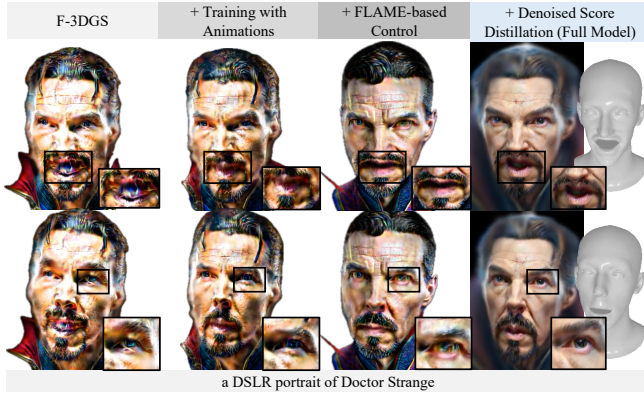 F-3DGS
+ Training with
Animations
+ FLAME-based
Control
+ Denoised Score
Distillation (Full Model)
a DSLR portrait of Doctor Strange